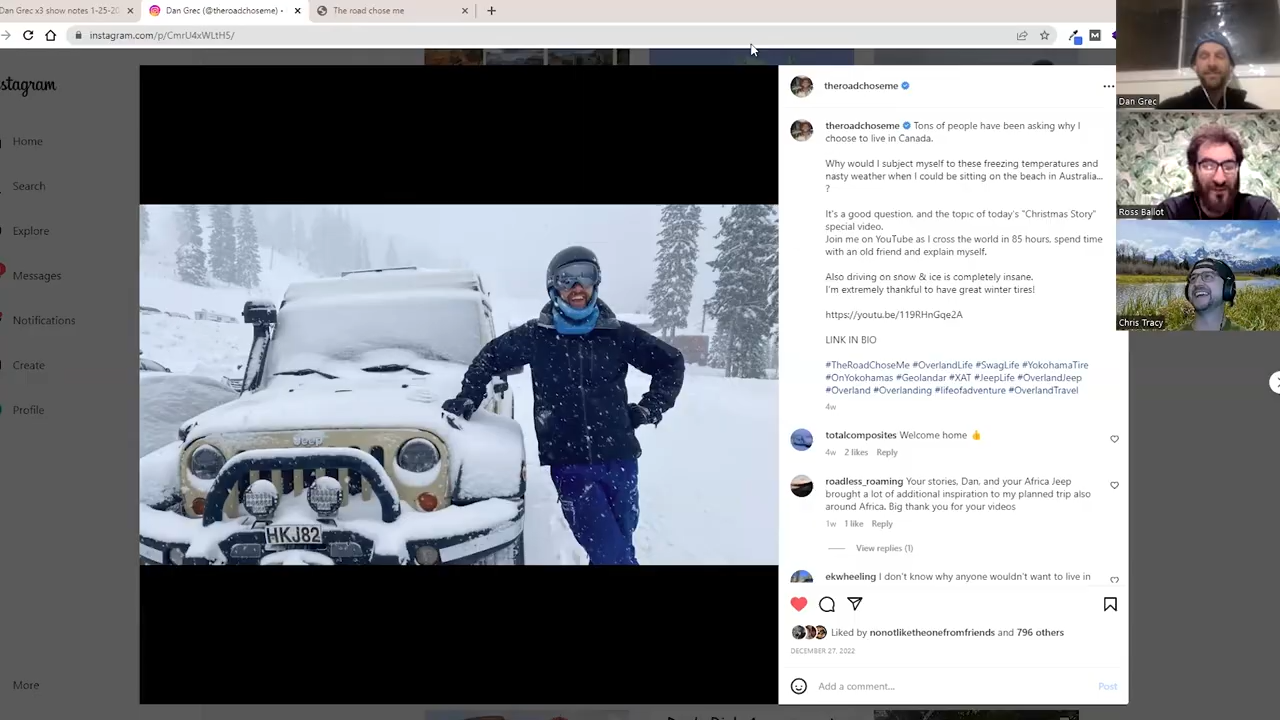 Dan Grec x3 show notes 1-25-20
Dan Grec (@theroadchoseme) •
The road chose me
instagram.com/p/CmrU4xWLtH5/
Dan Grec
Ross Ballot
Chris Tracy
stagram
Home
Search
Explore
Messages
Notifications
Create
Profile
More
Jeep
HKJ82
theroadchoseme
theroadchoseme Tons of people have been asking why I
choose to live in Canada.
Why would I subject myself to these freezing temperatures and
nasty weather when I could be sitting on the beach in Australia...
?
It's a good question, and the topic of today's "Christmas Story"
special video.
Join me on YouTube as I cross the world in 85 hours, spend time
with an old friend and explain myself.
Also driving on snow & ice is completely insane.
I'm extremely thankful to have great winter tires!
https://youtu.be/119RHnGqe2A
LINK IN BIO
#TheRoadChoseMe #OverlandLife #SwagLife #YokohamaTire
#OnYokohamas #Geolandar #XAT #JeepLife #OverlandJeep
#Overland #Overlanding #lifeofadventure #OverlandTravel
4w
totalcomposites Welcome home 👍
4w 2 likes Reply
roadless_roaming Your stories, Dan, and your Africa Jeep
brought a lot of additional inspiration to my planned trip also
around Africa. Big thank you for your videos
1w 1 like Reply
View replies (1)
ekwheeling I don't know why anyone wouldn't want to live in
Liked by nonotliketheonefromfriends and 796 others
DECEMBER 27, 2022
Add a comment...
Post